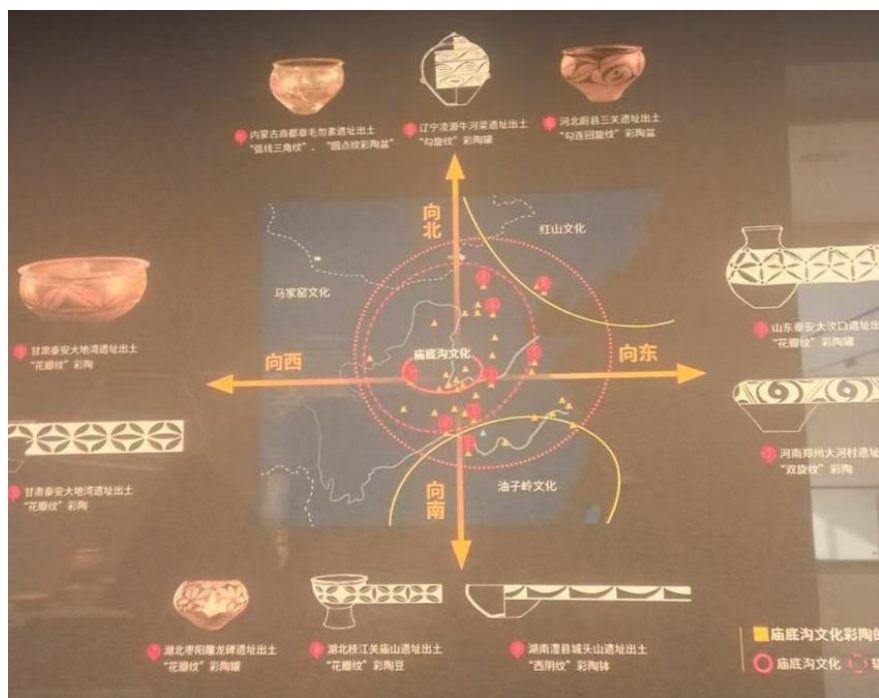 内蒙古商都章毛勿素遗址出土
“弧线三角纹”、“圆点纹彩陶盆”
辽宁凌源牛河梁遗址出土
“勾旋纹”彩陶罐
河北蔚县三关遗址出土
“勾连回旋纹”彩陶盆
向北
红山文化
马家窑文化
庙底沟文化
向西
向东
向南
油子岭文化
甘肃秦安大地湾遗址出土
“花瓣纹”彩陶
甘肃秦安大地湾遗址出土
“花瓣纹”彩陶
山东泰安大汶口遗址出
“花瓣纹”彩陶罐
河南郑州大河村遗址
“双旋纹”彩陶
湖北枣阳雕龙碑遗址出土
“花瓣纹”彩陶罐
湖北枝江关庙山遗址出土
“花瓣纹”彩陶豆
湖南澧县城头山遗址出土
“西阴纹”彩陶钵
庙底沟文化彩陶的
庙底沟文化